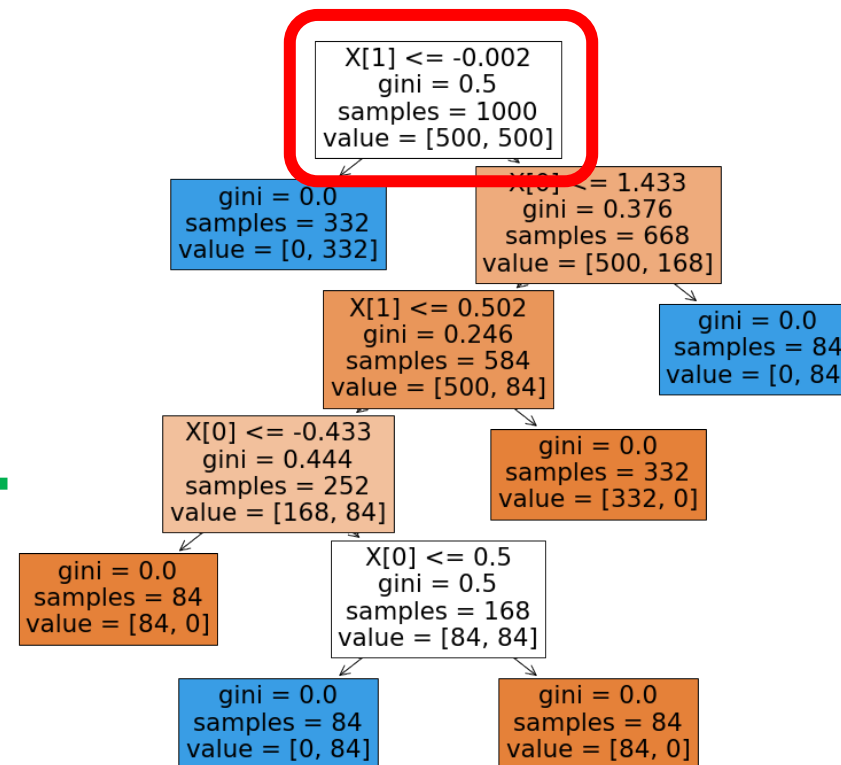 X[1] <= -0.002
gini = 0.5
samples = 1000
value = [500, 500]
gini = 0.0
samples = 332
value = [0, 332]
X[0] <= 1.433
gini = 0.376
samples = 668
value = [500, 168]
X[1] <= 0.502
gini = 0.246
samples = 584
value = [500, 84]
gini = 0.0
samples = 84
value = [0, 84
X[0] <= -0.433
gini = 0.444
samples = 252
value = [168, 84]
gini = 0.0
samples = 332
value = [332, 0]
gini = 0.0
samples = 84
value = [84, 0]
X[0] <= 0.5
gini = 0.5
samples = 168
value = [84, 84]
gini = 0.0
samples = 84
value = [0, 84]
gini = 0.0
samples = 84
value = [84, 0]